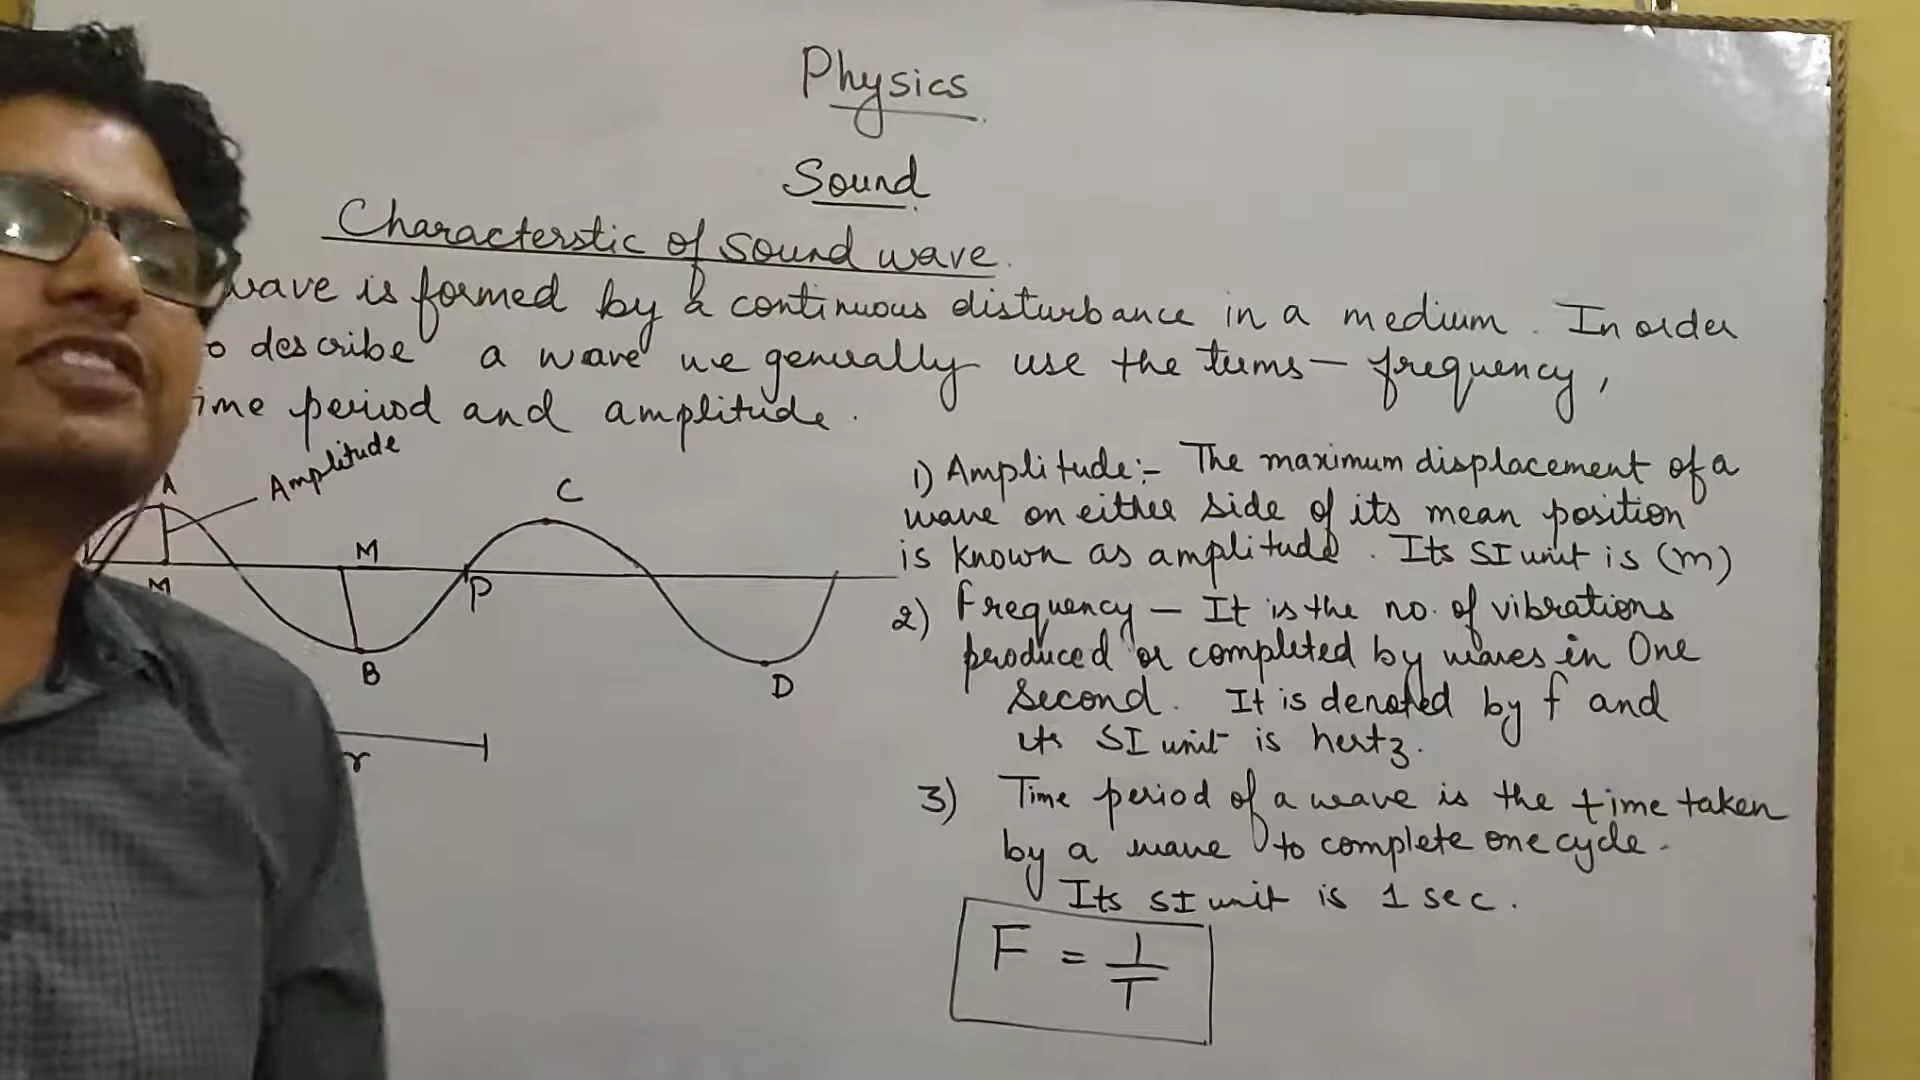 Physics
Sound
Characterstic of sound wave.
wave is formed by a continuous disturbance in a medium. In order
o describe a wave we generally use the terms — frequency,
ime period and amplitude.
Amplitude
A
C
M
M
P
B
D
1) Amplitude:- The maximum displacement of a
wave on either side of its mean position
is known as amplitude. Its SI unit is (m)
2) Frequency — It is the no. of vibrations
produced or completed by waves in One
Second. It is denoted by f and
its SI unit is hertz.
3) Time period of a wave is the time taken
by a wave to complete one cycle.
Its SI unit is 1 sec.
F = 1/T